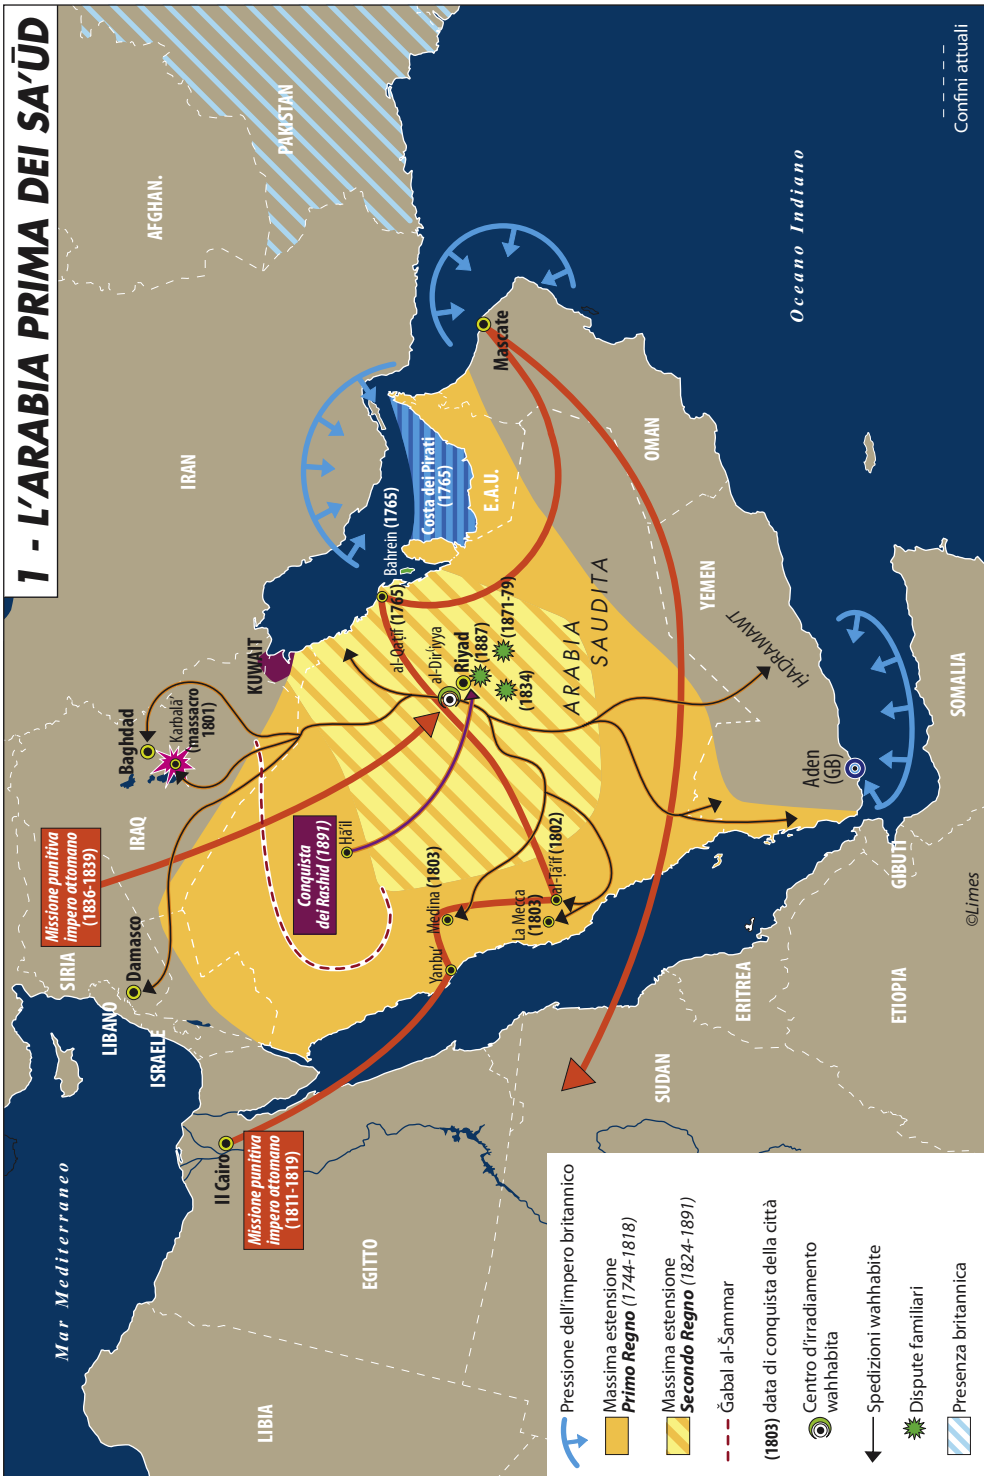 1 - L'ARABIA PRIMA DEI SA'ŪD
Mar Mediterraneo
SIRIA
LIBANO
ISRAELE
Damasco
IRAQ
Baghdad
Karbalā'
(massacro
1801)
KUWAIT
IRAN
AFGHAN.
PAKISTAN
Missione punitiva
impero ottomano
(1836-1839)
Il Cairo
Missione punitiva
impero ottomano
(1811-1819)
EGITTO
LIBIA
Conquista
dei Rashid (1891)
Ḥā'il
Yanbu'
Medina (1803)
La Mecca
(1803)
al-Ṭā'if (1802)
al-Qaṭīf (1765)
Bahrein (1765)
al-Dir'iyya
Riyad
(1887)
(1871-79)
(1834)
Costa dei Pirati
(1765)
E.A.U.
Mascate
ARABIA
SAUDITA
OMAN
YEMEN
ḤAḌRAMAWT
Aden
(GB)
Oceano Indiano
SUDAN
ERITREA
ETIOPIA
GIBUTI
SOMALIA
Pressione dell'impero britannico
Massima estensione
Primo Regno (1744-1818)
Massima estensione
Secondo Regno (1824-1891)
Ǧabal al-Šammar
(1803) data di conquista della città
Centro d'irradiamento
wahhabita
Spedizioni wahhabite
Dispute familiari
Presenza britannica
©Limes
Confini attuali